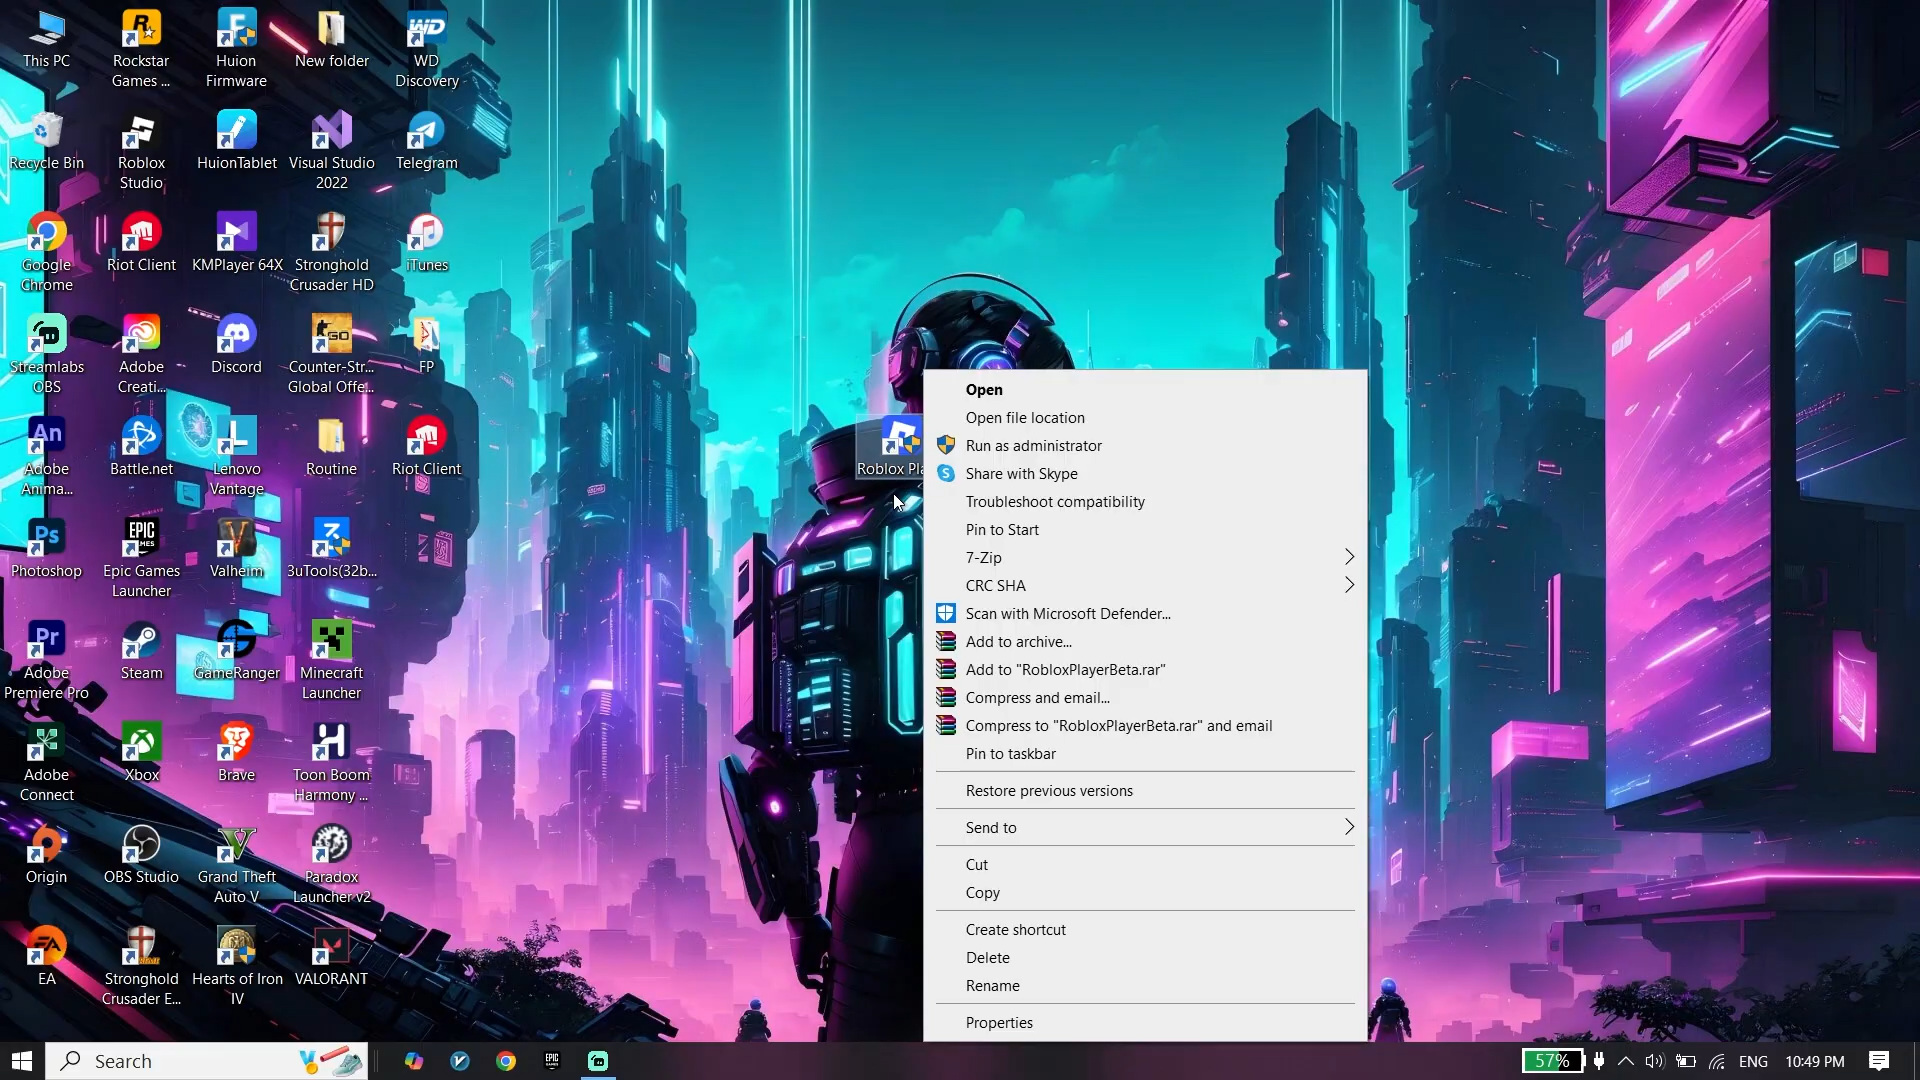 This PC
Rockstar
Games ...
Huion
Firmware
New folder
WD
Discovery
Recycle Bin
Roblox
Studio
HuionTablet
Visual Studio
2022
Telegram
Google
Chrome
Riot Client
KMPlayer 64X
Stronghold
Crusader HD
iTunes
Streamlabs
OBS
Adobe
Creati...
Discord
Counter-Str...
Global Offe...
FP
Adobe
Anima...
Battle.net
Lenovo
Vantage
Routine
Riot Client
Photoshop
Epic Games
Launcher
Valheim
3uTools(32b...
Adobe
Premiere Pro
Steam
GameRanger
Minecraft
Launcher
Adobe
Connect
Xbox
Brave
Toon Boom
Harmony ...
Origin
OBS Studio
Grand Theft
Auto V
Paradox
Launcher v2
EA
Stronghold
Crusader E...
Hearts of Iron
IV
VALORANT
Roblox Pla
Open
Open file location
Run as administrator
Share with Skype
Troubleshoot compatibility
Pin to Start
7-Zip
CRC SHA
Scan with Microsoft Defender...
Add to archive...
Add to "RobloxPlayerBeta.rar"
Compress and email...
Compress to "RobloxPlayerBeta.rar" and email
Pin to taskbar
Restore previous versions
Send to
Cut
Copy
Create shortcut
Delete
Rename
Properties
Search
57%
ENG
10:49 PM